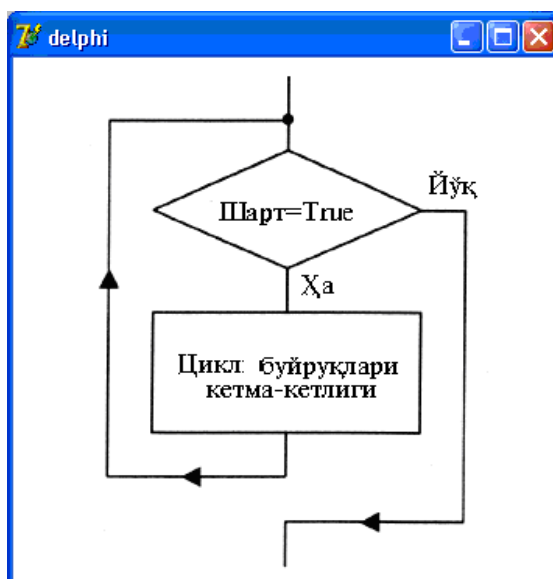 delphi
Йўқ
Шарт=True
Ҳа
Цикл буйруқлари
кетма-кетлиги